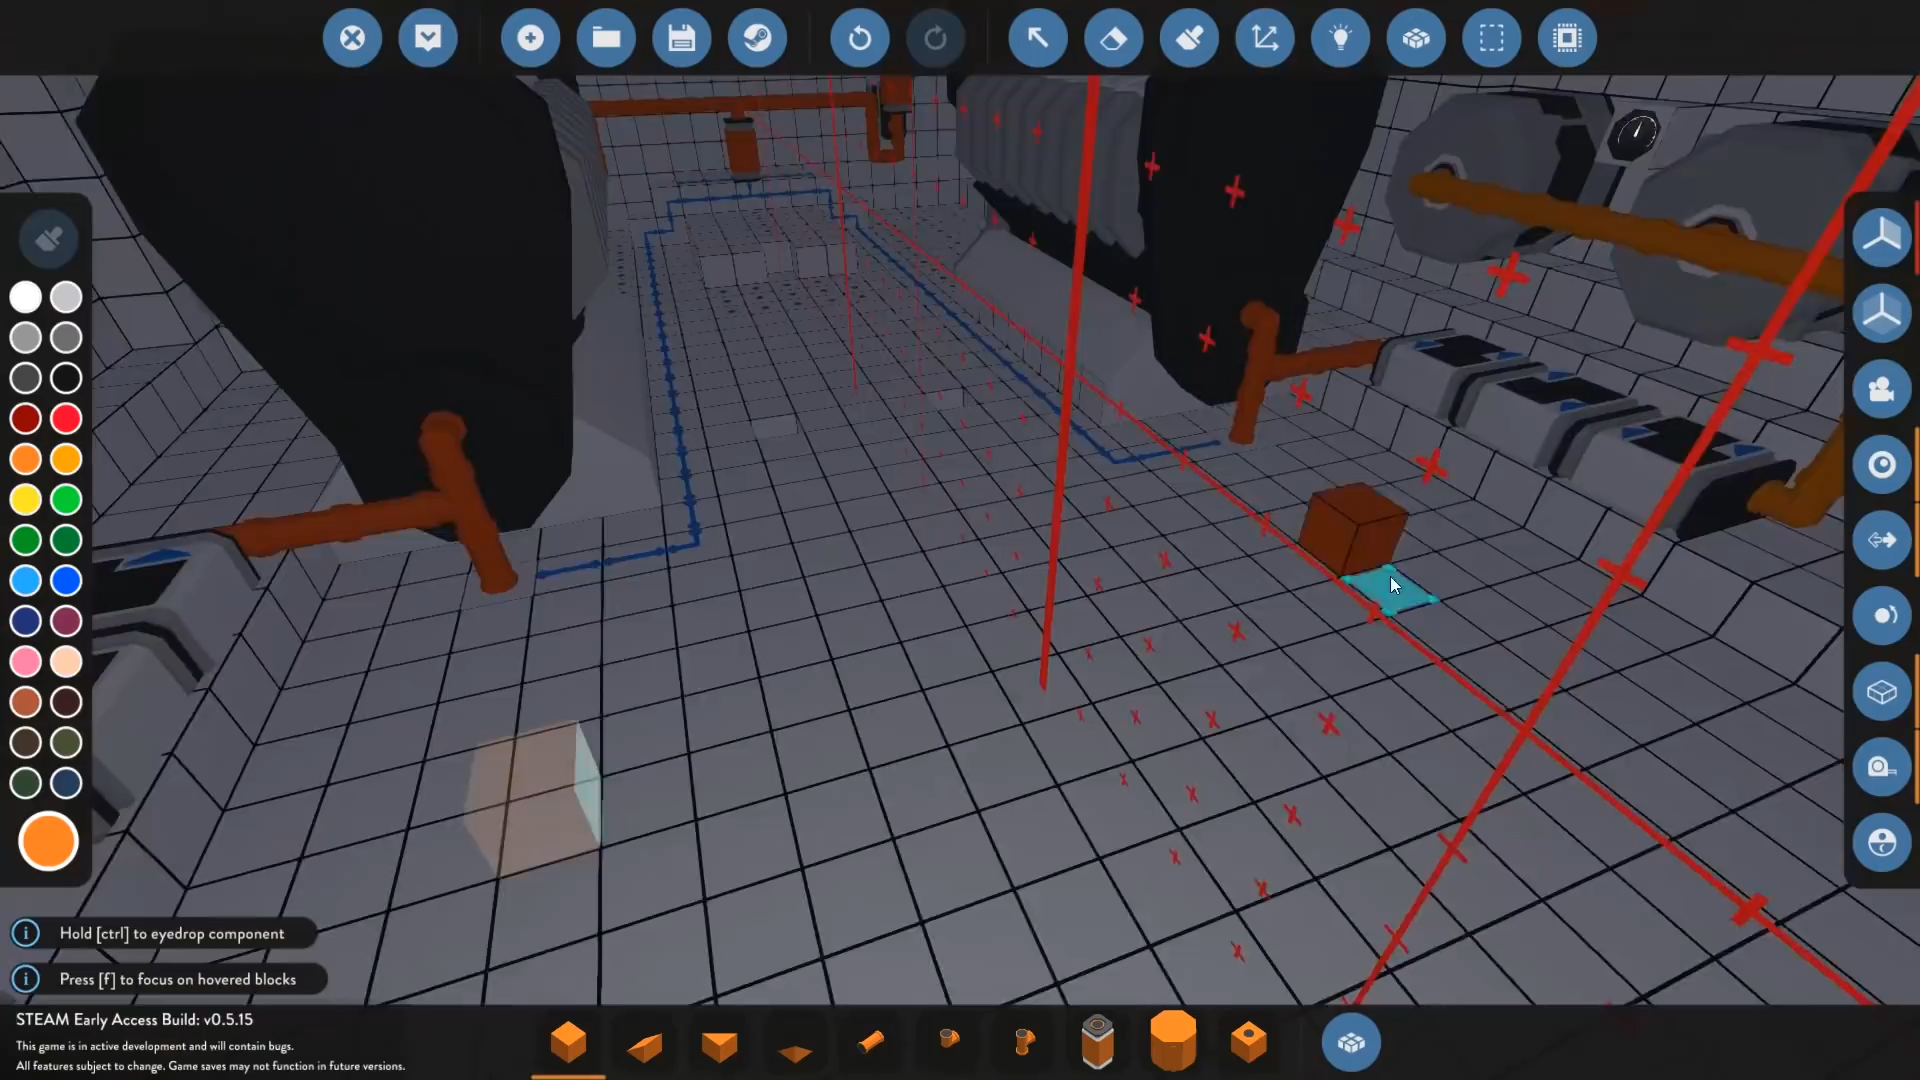 Hold [ctrl] to eyedrop component
Press [f] to focus on hovered blocks
STEAM Early Access Build: v0.5.15
This game is in active development and will contain bugs.
All features subject to change. Game saves may not function in future versions.